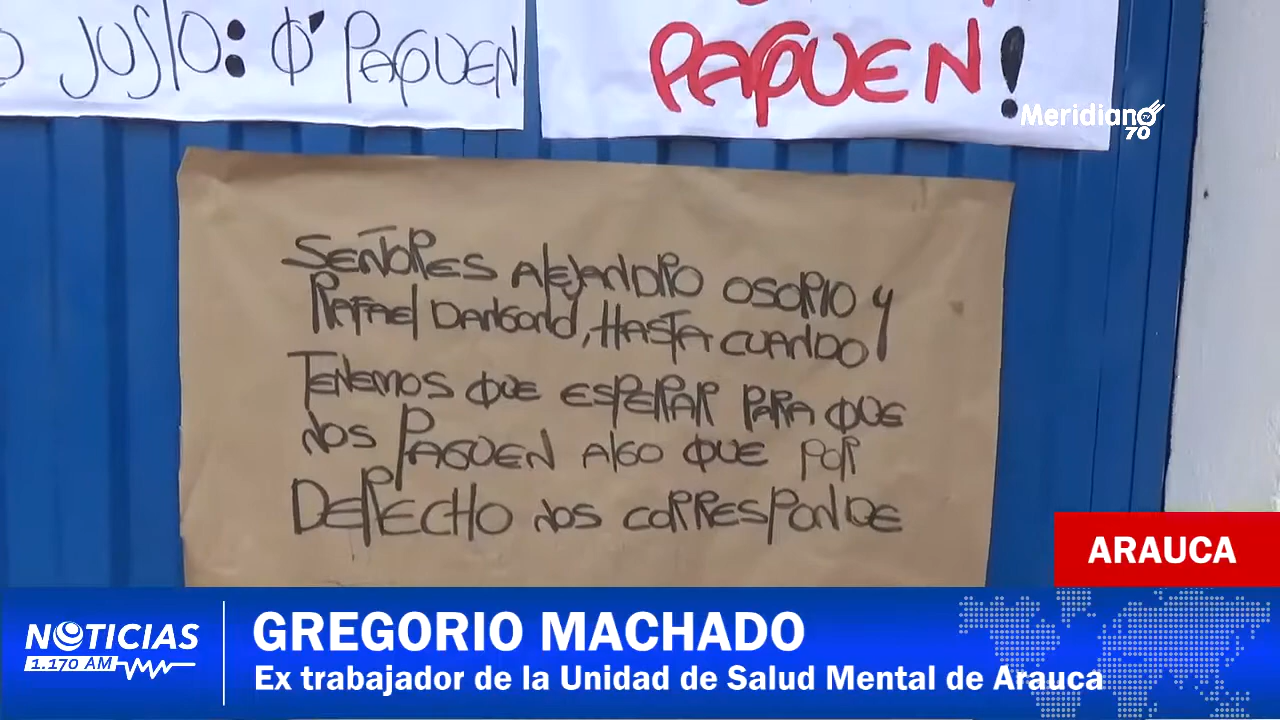 JUSTO: Q' PAGUEN
PAGUEN!
Meridiano
70
SEÑORES ALEJANDRO OSORIO Y
RAFAEL DANGOND, HASTA CUANDO
TENEMOS QUE ESPERAR PARA QUE
NOS PAGUEN ALGO QUE POR
DERECHO NOS CORRESPONDE
ARAUCA
NOTICIAS
1.170 AM
GREGORIO MACHADO
Ex trabajador de la Unidad de Salud Mental de Arauca